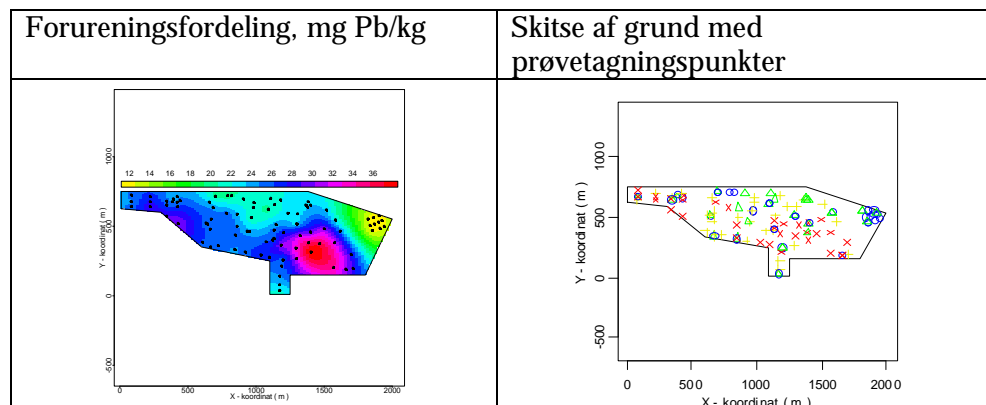 Forureningsfordeling, mg Pb/kg
Skitse af grund med
prøvetagningspunkter
12 14 16 18 20 22 24 26 28 30 32 34 36
1000
500
0
-500
Y - koordinat ( m )
0 500 1000 1500 2000
X - koordinat ( m )
1000
500
0
-500
Y - koordinat ( m )
0 500 1000 1500 2000
X - koordinat ( m )